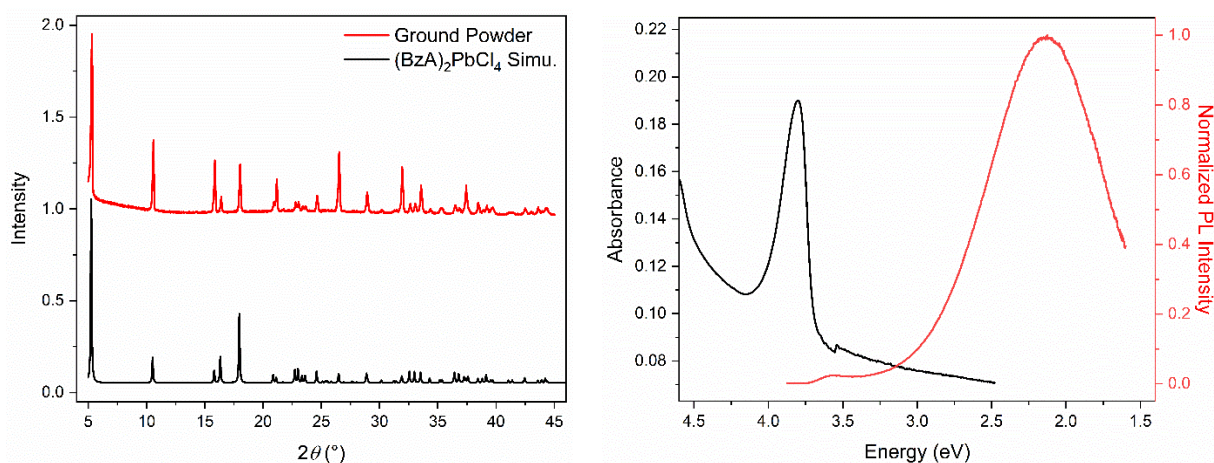 Ground Powder
(BzA)₂PbCl₄ Simu.
Intensity
2.0
1.5
1.0
0.5
0.0
5 10 15 20 25 30 35 40 45
2θ (°)
Absorbance
0.22
0.20
0.18
0.16
0.14
0.12
0.10
0.08
4.5 4.0 3.5 3.0 2.5 2.0 1.5
Energy (eV)
1.0
0.8
0.6
0.4
0.2
0.0
Normalized PL Intensity